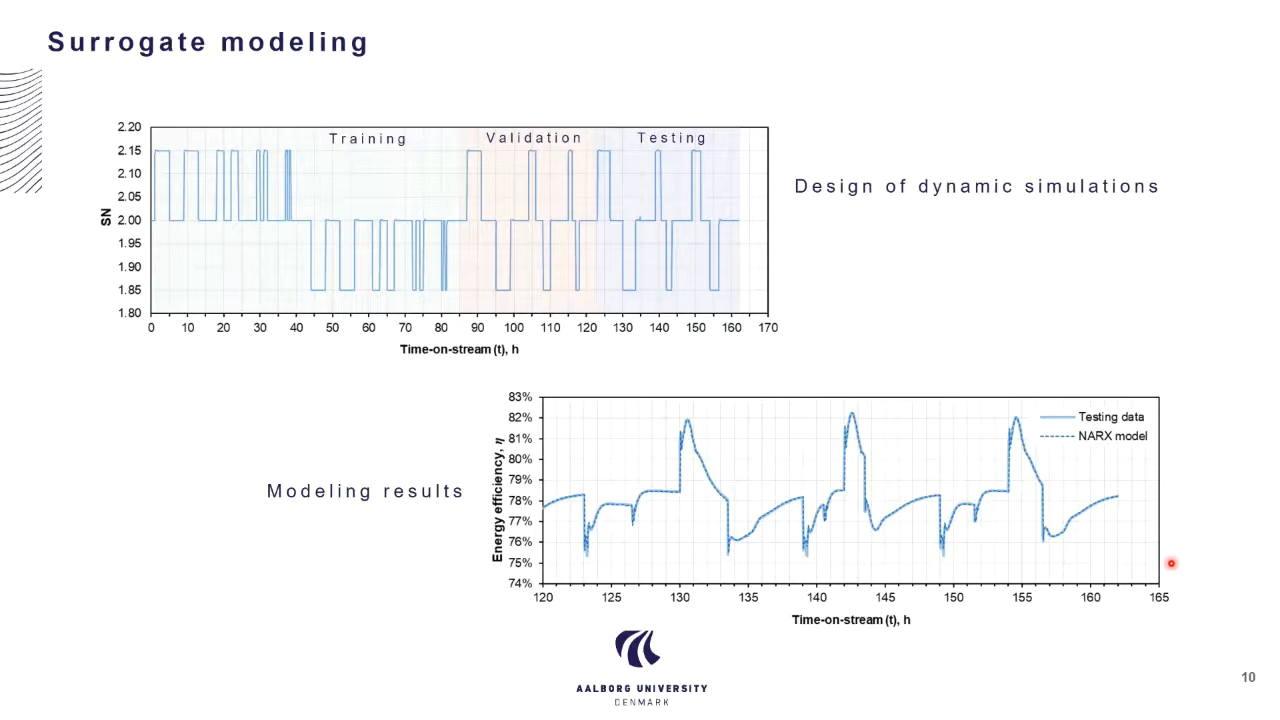 Surrogate modeling
2.20
2.15
2.10
2.05
2.00
1.95
1.90
1.85
1.80
SN
Training
Validation
Testing
0 10 20 30 40 50 60 70 80 90 100 110 120 130 140 150 160 170
Time-on-stream (t), h
Design of dynamic simulations
Modeling results
83%
82%
81%
80%
79%
78%
77%
76%
75%
74%
Energy efficiency, η
Testing data
NARX model
120 125 130 135 140 145 150 155 160 165
Time-on-stream (t), h
AALBORG UNIVERSITY
DENMARK
10